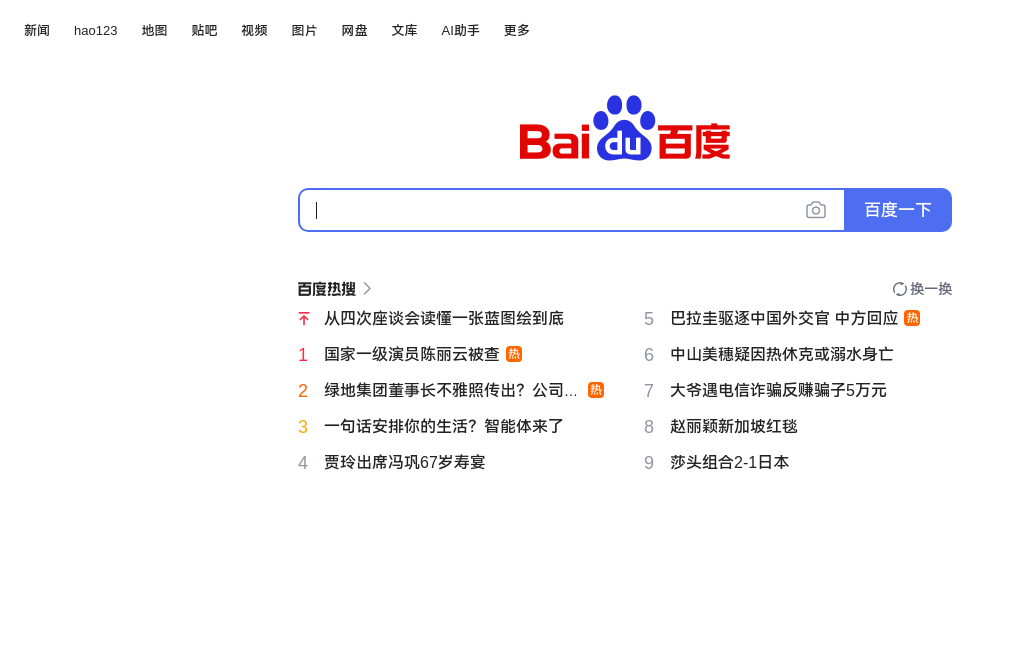 新闻 hao123 地图 贴吧 视频 图片 网盘 文库 AI助手 更多
Bai du 百度
百度一下
百度热搜 换一换
从四次座谈会读懂一张蓝图绘到底
1 国家一级演员陈丽云被查 热
2 绿地集团董事长不雅照传出？公司... 热
3 一句话安排你的生活？智能体来了
4 贾玲出席冯巩67岁寿宴
5 巴拉圭驱逐中国外交官 中方回应 热
6 中山美穗疑因热休克或溺水身亡
7 大爷遇电信诈骗反赚骗子5万元
8 赵丽颖新加坡红毯
9 莎头组合2-1日本